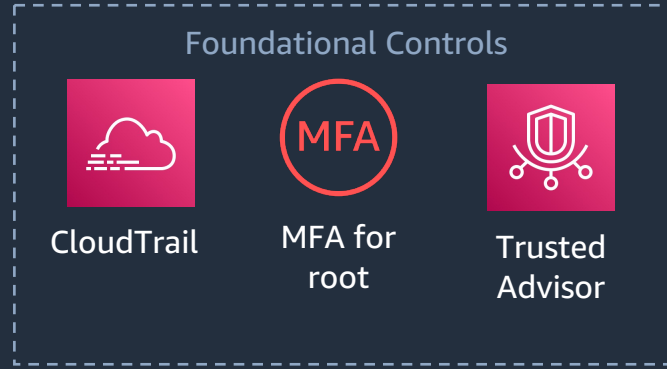 Foundational Controls
MFA
CloudTrail
MFA for
root
Trusted
Advisor